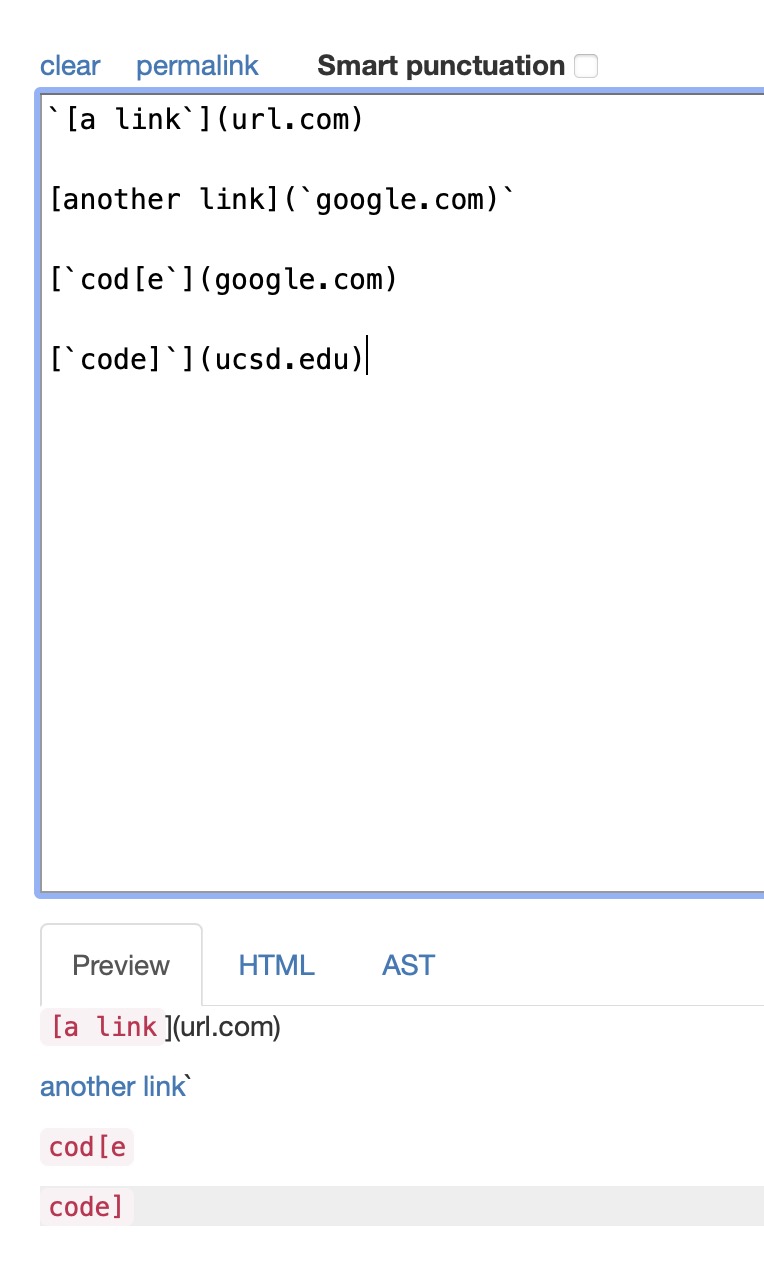 clear permalink Smart punctuation
`[a link`](url.com)
[another link](`google.com)`
[`cod[e`](google.com)
[`code]`](ucsd.edu)
Preview HTML AST
[a link](url.com)
another link`
cod[e
code]